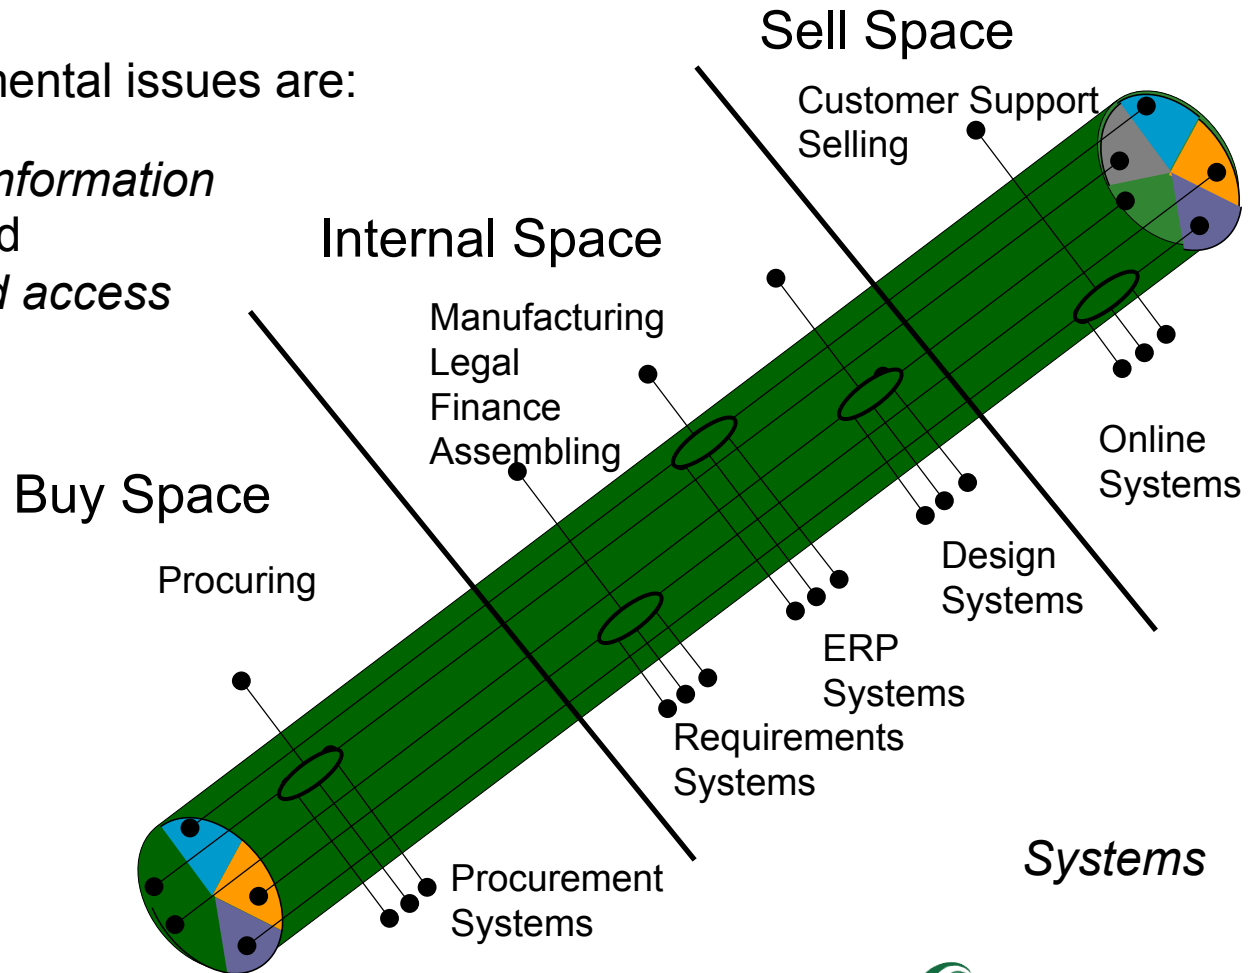 mental issues are:
nformation
d
d access
Sell Space
Customer Support
Selling
Internal Space
Manufacturing
Legal
Finance
Assembling
Buy Space
Procuring
Online
Systems
Design
Systems
ERP
Systems
Requirements
Systems
Procurement
Systems
Systems